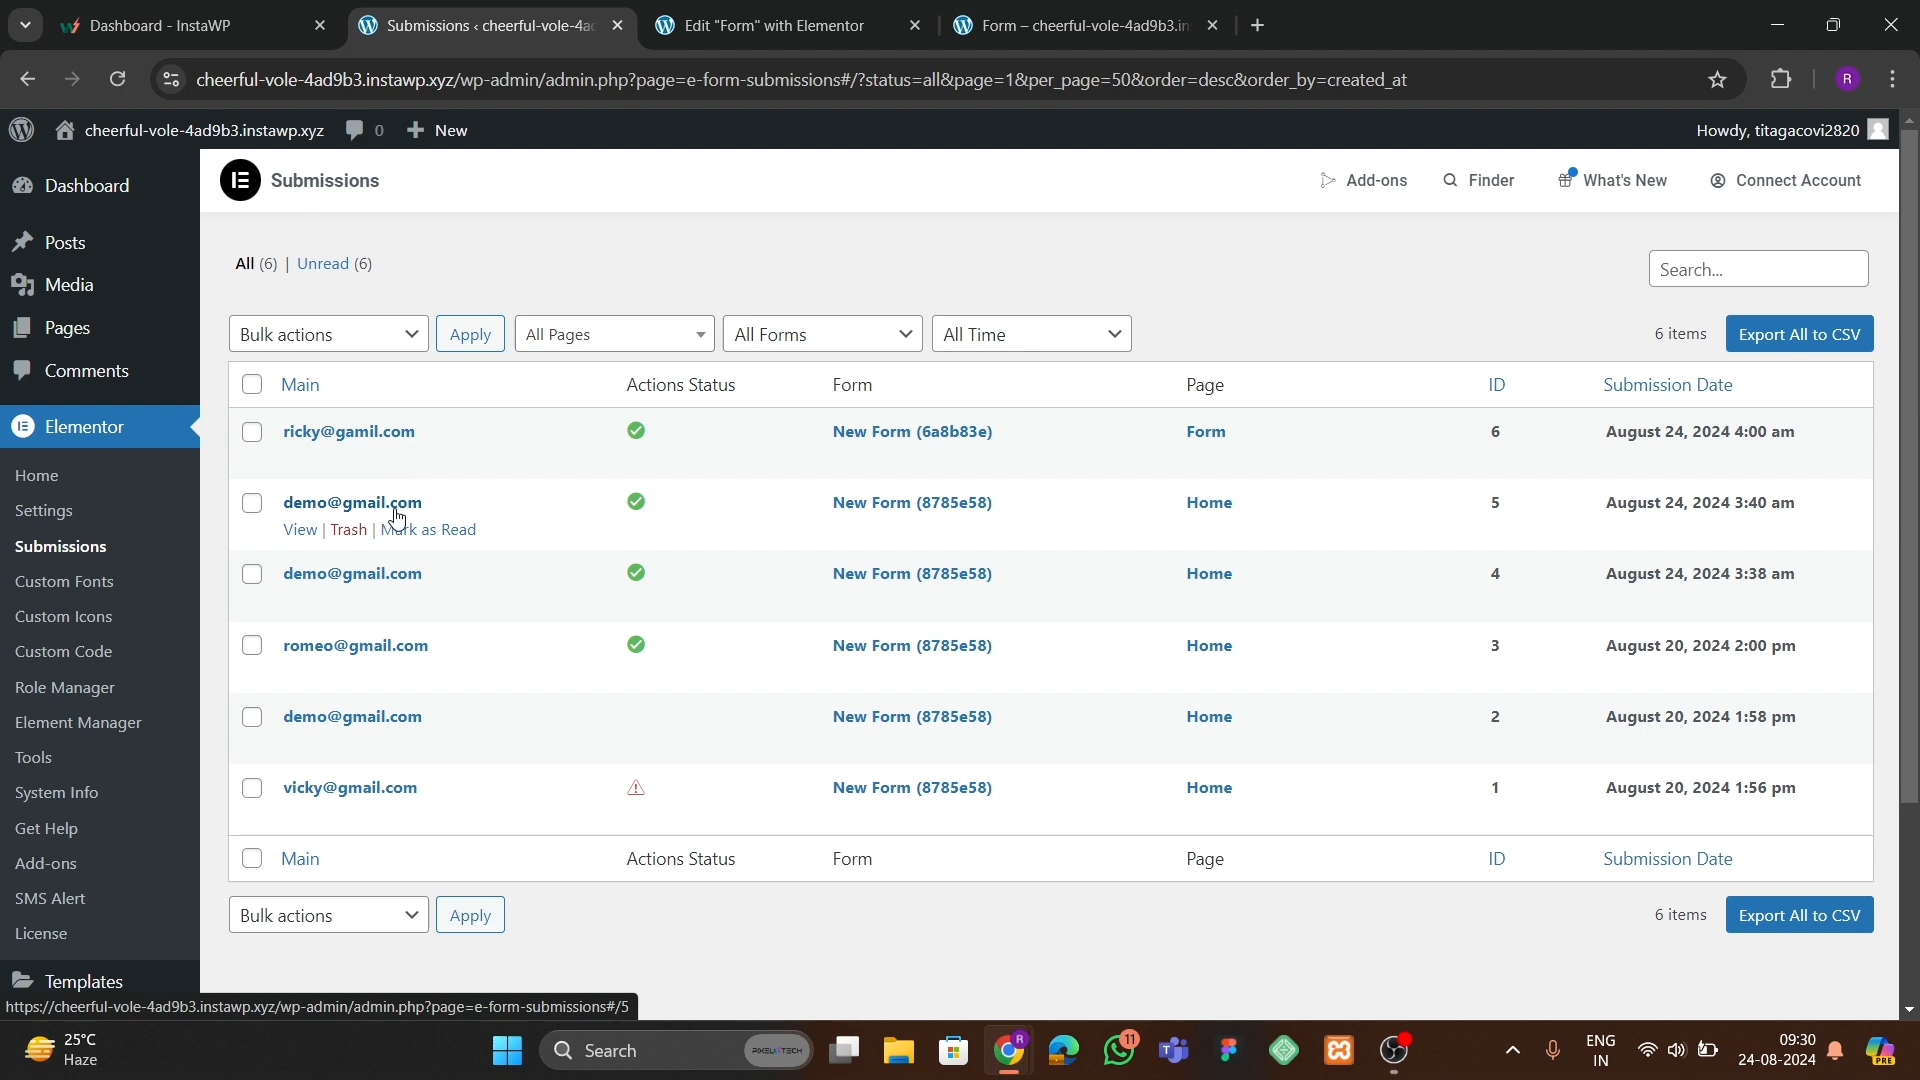 Dashboard - InstaWP
Submissions ‹ cheerful-vole-4ad
Edit "Form" with Elementor
Form – cheerful-vole-4ad9b3.in
cheerful-vole-4ad9b3.instawp.xyz/wp-admin/admin.php?page=e-form-submissions#/?status=all&page=1&per_page=50&order=desc&order_by=created_at
R
cheerful-vole-4ad9b3.instawp.xyz 0 New
Howdy, titagacovi2820
Dashboard
Posts
Media
Pages
Comments
Elementor
Home
Settings
Submissions
Custom Fonts
Custom Icons
Custom Code
Role Manager
Element Manager
Tools
System Info
Get Help
Add-ons
SMS Alert
License
Templates
Submissions
Add-ons Finder What's New Connect Account
All (6) | Unread (6)
Search...
Bulk actions Apply All Pages All Forms All Time 6 items Export All to CSV
Main Actions Status Form Page ID Submission Date
ricky@gamil.com New Form (6a8b83e) Form 6 August 24, 2024 4:00 am
demo@gmail.com New Form (8785e58) Home 5 August 24, 2024 3:40 am
View | Trash | Mark as Read
demo@gmail.com New Form (8785e58) Home 4 August 24, 2024 3:38 am
romeo@gmail.com New Form (8785e58) Home 3 August 20, 2024 2:00 pm
demo@gmail.com New Form (8785e58) Home 2 August 20, 2024 1:58 pm
vicky@gmail.com New Form (8785e58) Home 1 August 20, 2024 1:56 pm
Main Actions Status Form Page ID Submission Date
Bulk actions Apply 6 items Export All to CSV
https://cheerful-vole-4ad9b3.instawp.xyz/wp-admin/admin.php?page=e-form-submissions#/5
25°C
Haze
Search
PIXEL TECH
R
11
ENG
IN
09:30
24-08-2024
PRE